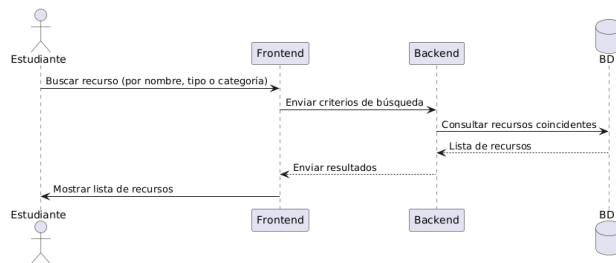 Estudiante
Frontend
Backend
BD
Buscar recurso (por nombre, tipo o categoría)
Enviar criterios de búsqueda
Consultar recursos coincidentes
Lista de recursos
Enviar resultados
Mostrar lista de recursos
Estudiante
Frontend
Backend
BD